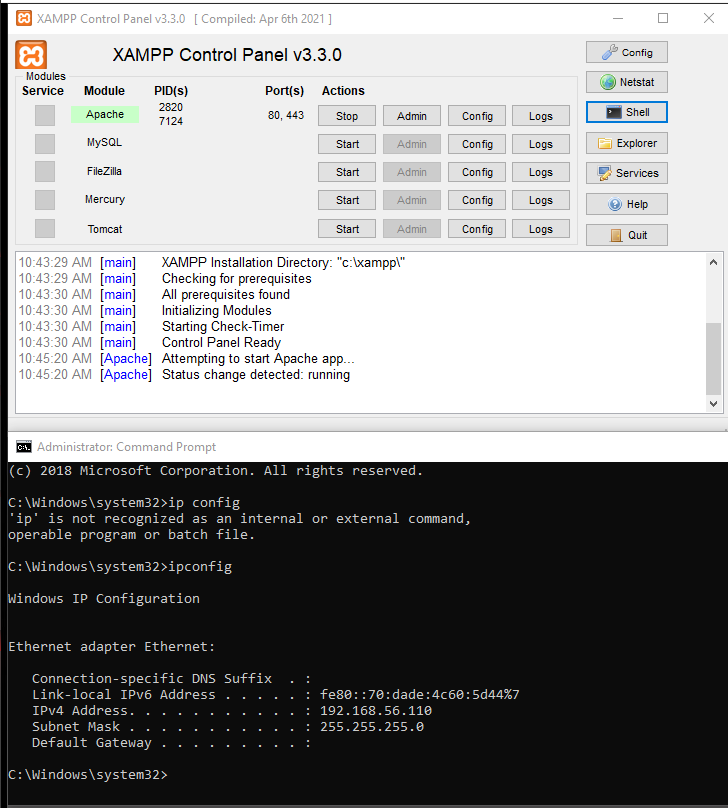 XAMPP Control Panel v3.3.0 [ Compiled: Apr 6th 2021 ]
XAMPP Control Panel v3.3.0
Config
Modules
Service Module PID(s) Port(s) Actions
Netstat
Apache 2820 7124 80, 443 Stop Admin Config Logs
Shell
MySQL Start Admin Config Logs
Explorer
FileZilla Start Admin Config Logs
Services
Mercury Start Admin Config Logs
Help
Tomcat Start Admin Config Logs
Quit
10:43:29 AM [main] XAMPP Installation Directory: "c:\xampp\"
10:43:29 AM [main] Checking for prerequisites
10:43:30 AM [main] All prerequisites found
10:43:30 AM [main] Initializing Modules
10:43:30 AM [main] Starting Check-Timer
10:43:30 AM [main] Control Panel Ready
10:45:20 AM [Apache] Attempting to start Apache app...
10:45:20 AM [Apache] Status change detected: running
Administrator: Command Prompt
(c) 2018 Microsoft Corporation. All rights reserved.
C:\Windows\system32>ip config
'ip' is not recognized as an internal or external command,
operable program or batch file.
C:\Windows\system32>ipconfig
Windows IP Configuration
Ethernet adapter Ethernet:
Connection-specific DNS Suffix . :
Link-local IPv6 Address . . . . . : fe80::70:dade:4c60:5d44%7
IPv4 Address. . . . . . . . . . . : 192.168.56.110
Subnet Mask . . . . . . . . . . . : 255.255.255.0
Default Gateway . . . . . . . . . :
C:\Windows\system32>